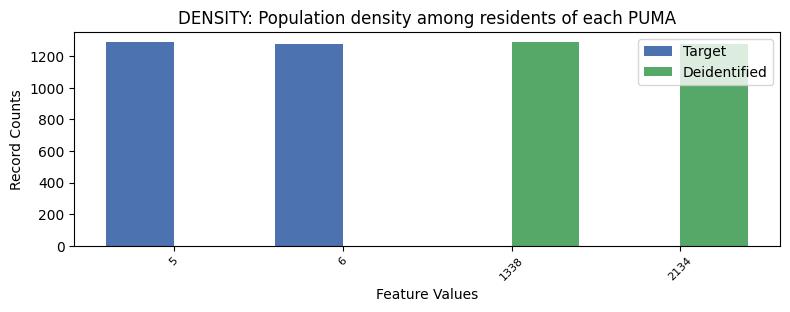 DENSITY: Population density among residents of each PUMA
Target
Deidentified
1200
1000
800
600
400
200
0
Record Counts
5
6
1338
2134
Feature Values